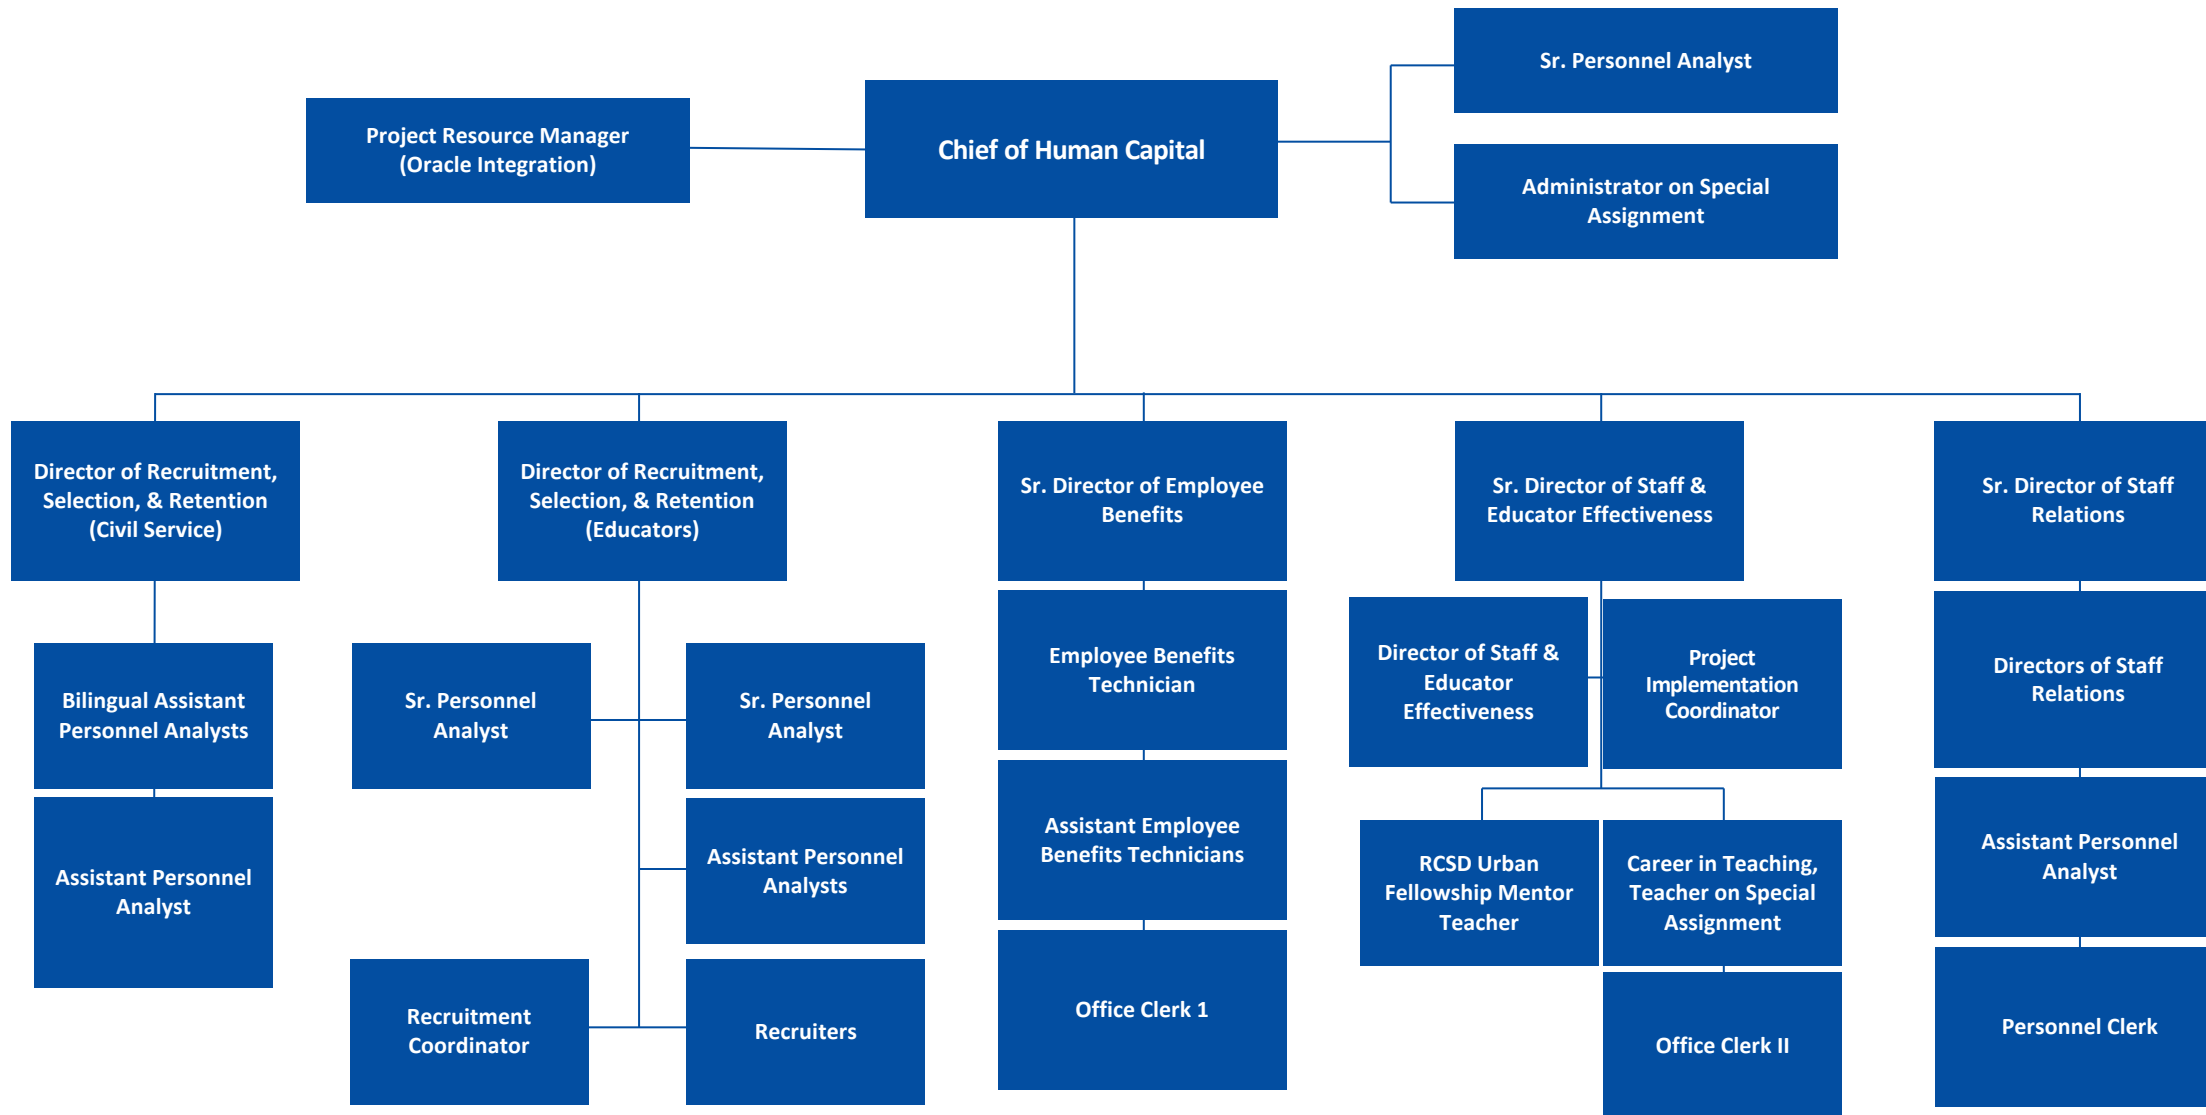 Sr. Personnel Analyst
Project Resource Manager
(Oracle Integration)
Chief of Human Capital
Administrator on Special
Assignment
Director of Recruitment,
Selection, & Retention
(Civil Service)
Director of Recruitment,
Selection, & Retention
(Educators)
Sr. Director of Employee
Benefits
Sr. Director of Staff &
Educator Effectiveness
Sr. Director of Staff
Relations
Bilingual Assistant
Personnel Analysts
Assistant Personnel
Analyst
Sr. Personnel
Analyst
Sr. Personnel
Analyst
Assistant Personnel
Analysts
Recruitment
Coordinator
Recruiters
Employee Benefits
Technician
Assistant Employee
Benefits Technicians
Office Clerk 1
Director of Staff &
Educator
Effectiveness
Project
Implementation
Coordinator
RCSD Urban
Fellowship Mentor
Teacher
Career in Teaching,
Teacher on Special
Assignment
Office Clerk II
Directors of Staff
Relations
Assistant Personnel
Analyst
Personnel Clerk